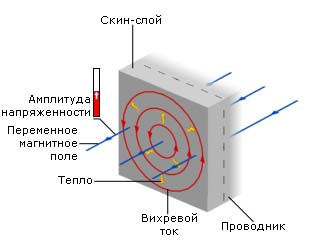 Скин-слой
Амплитуда
напряженности
Переменное
магнитное
поле
Тепло
Вихревой
ток
Проводник